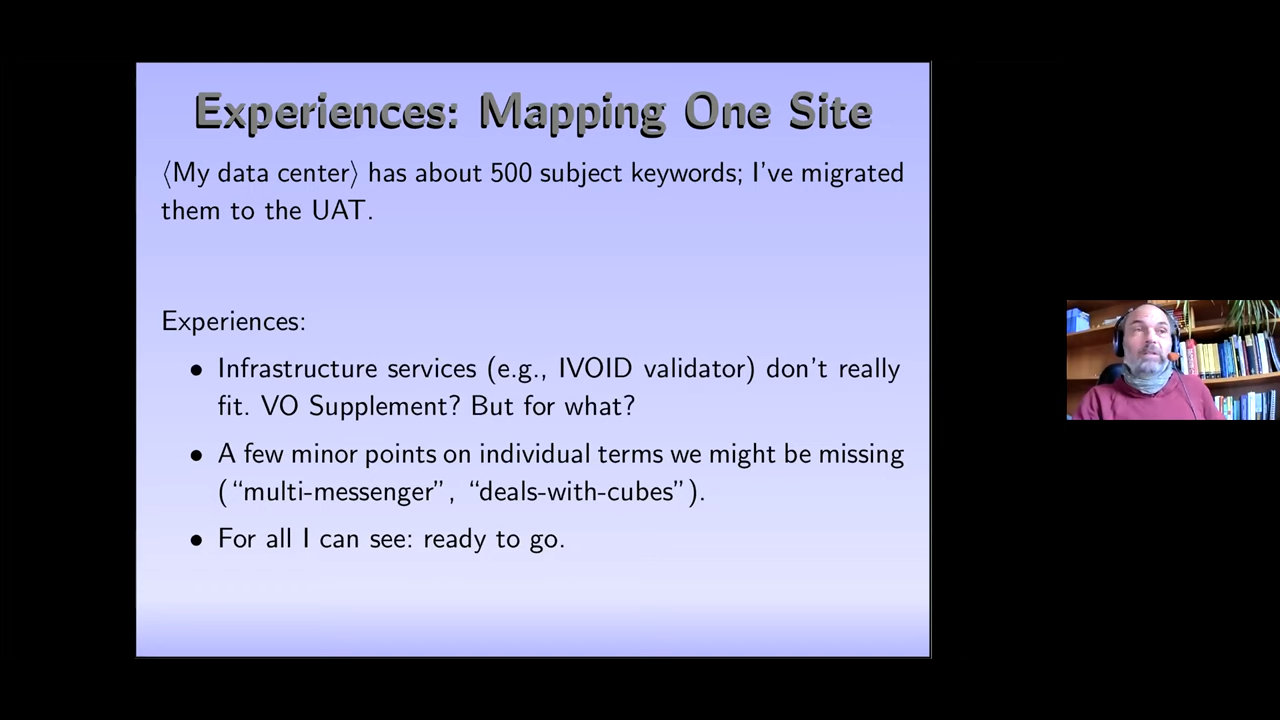 Experiences: Mapping One Site
⟨My data center⟩ has about 500 subject keywords; I've migrated
them to the UAT.
Experiences:
• Infrastructure services (e.g., IVOID validator) don't really
fit. VO Supplement? But for what?
• A few minor points on individual terms we might be missing
(“multi-messenger”, “deals-with-cubes”).
• For all I can see: ready to go.